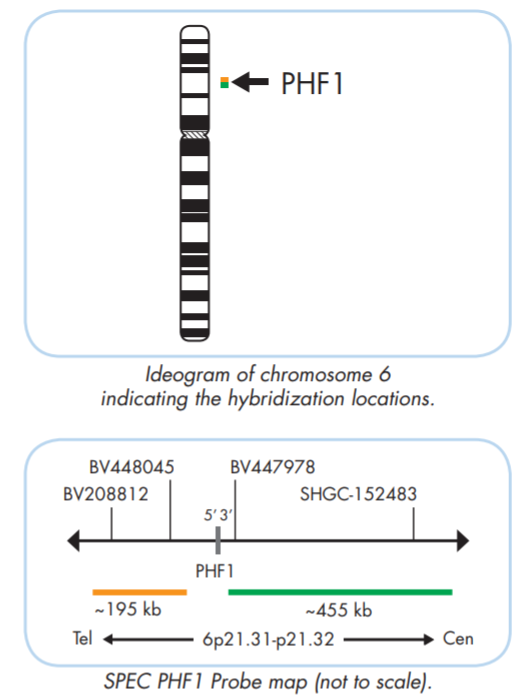 PHF1
Ideogram of chromosome 6
indicating the hybridization locations.
BV448045 BV447978
BV208812 SHGC-152483
5’ 3’
PHF1
~195 kb ~455 kb
Tel 6p21.31-p21.32 Cen
SPEC PHF1 Probe map (not to scale).